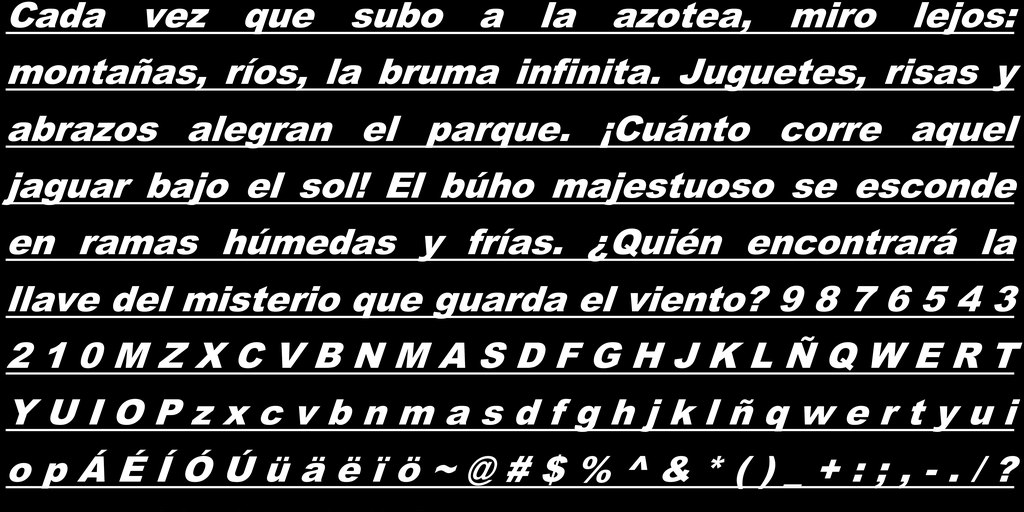 Cada vez que subo a la azotea, miro lejos:
montañas, ríos, la bruma infinita. Juguetes, risas y
abrazos alegran el parque. ¡Cuánto corre aquel
jaguar bajo el sol! El búho majestuoso se esconde
en ramas húmedas y frías. ¿Quién encontrará la
llave del misterio que guarda el viento? 9 8 7 6 5 4 3
2 1 0 M Z X C V B N M A S D F G H J K L Ñ Q W E R T
Y U I O P z x c v b n m a s d f g h j k l ñ q w e r t y u i
o p Á É Í Ó Ú ü ä ë ï ö ~ @ # $ % ^ & * ( ) _ + : ; , - . / ?